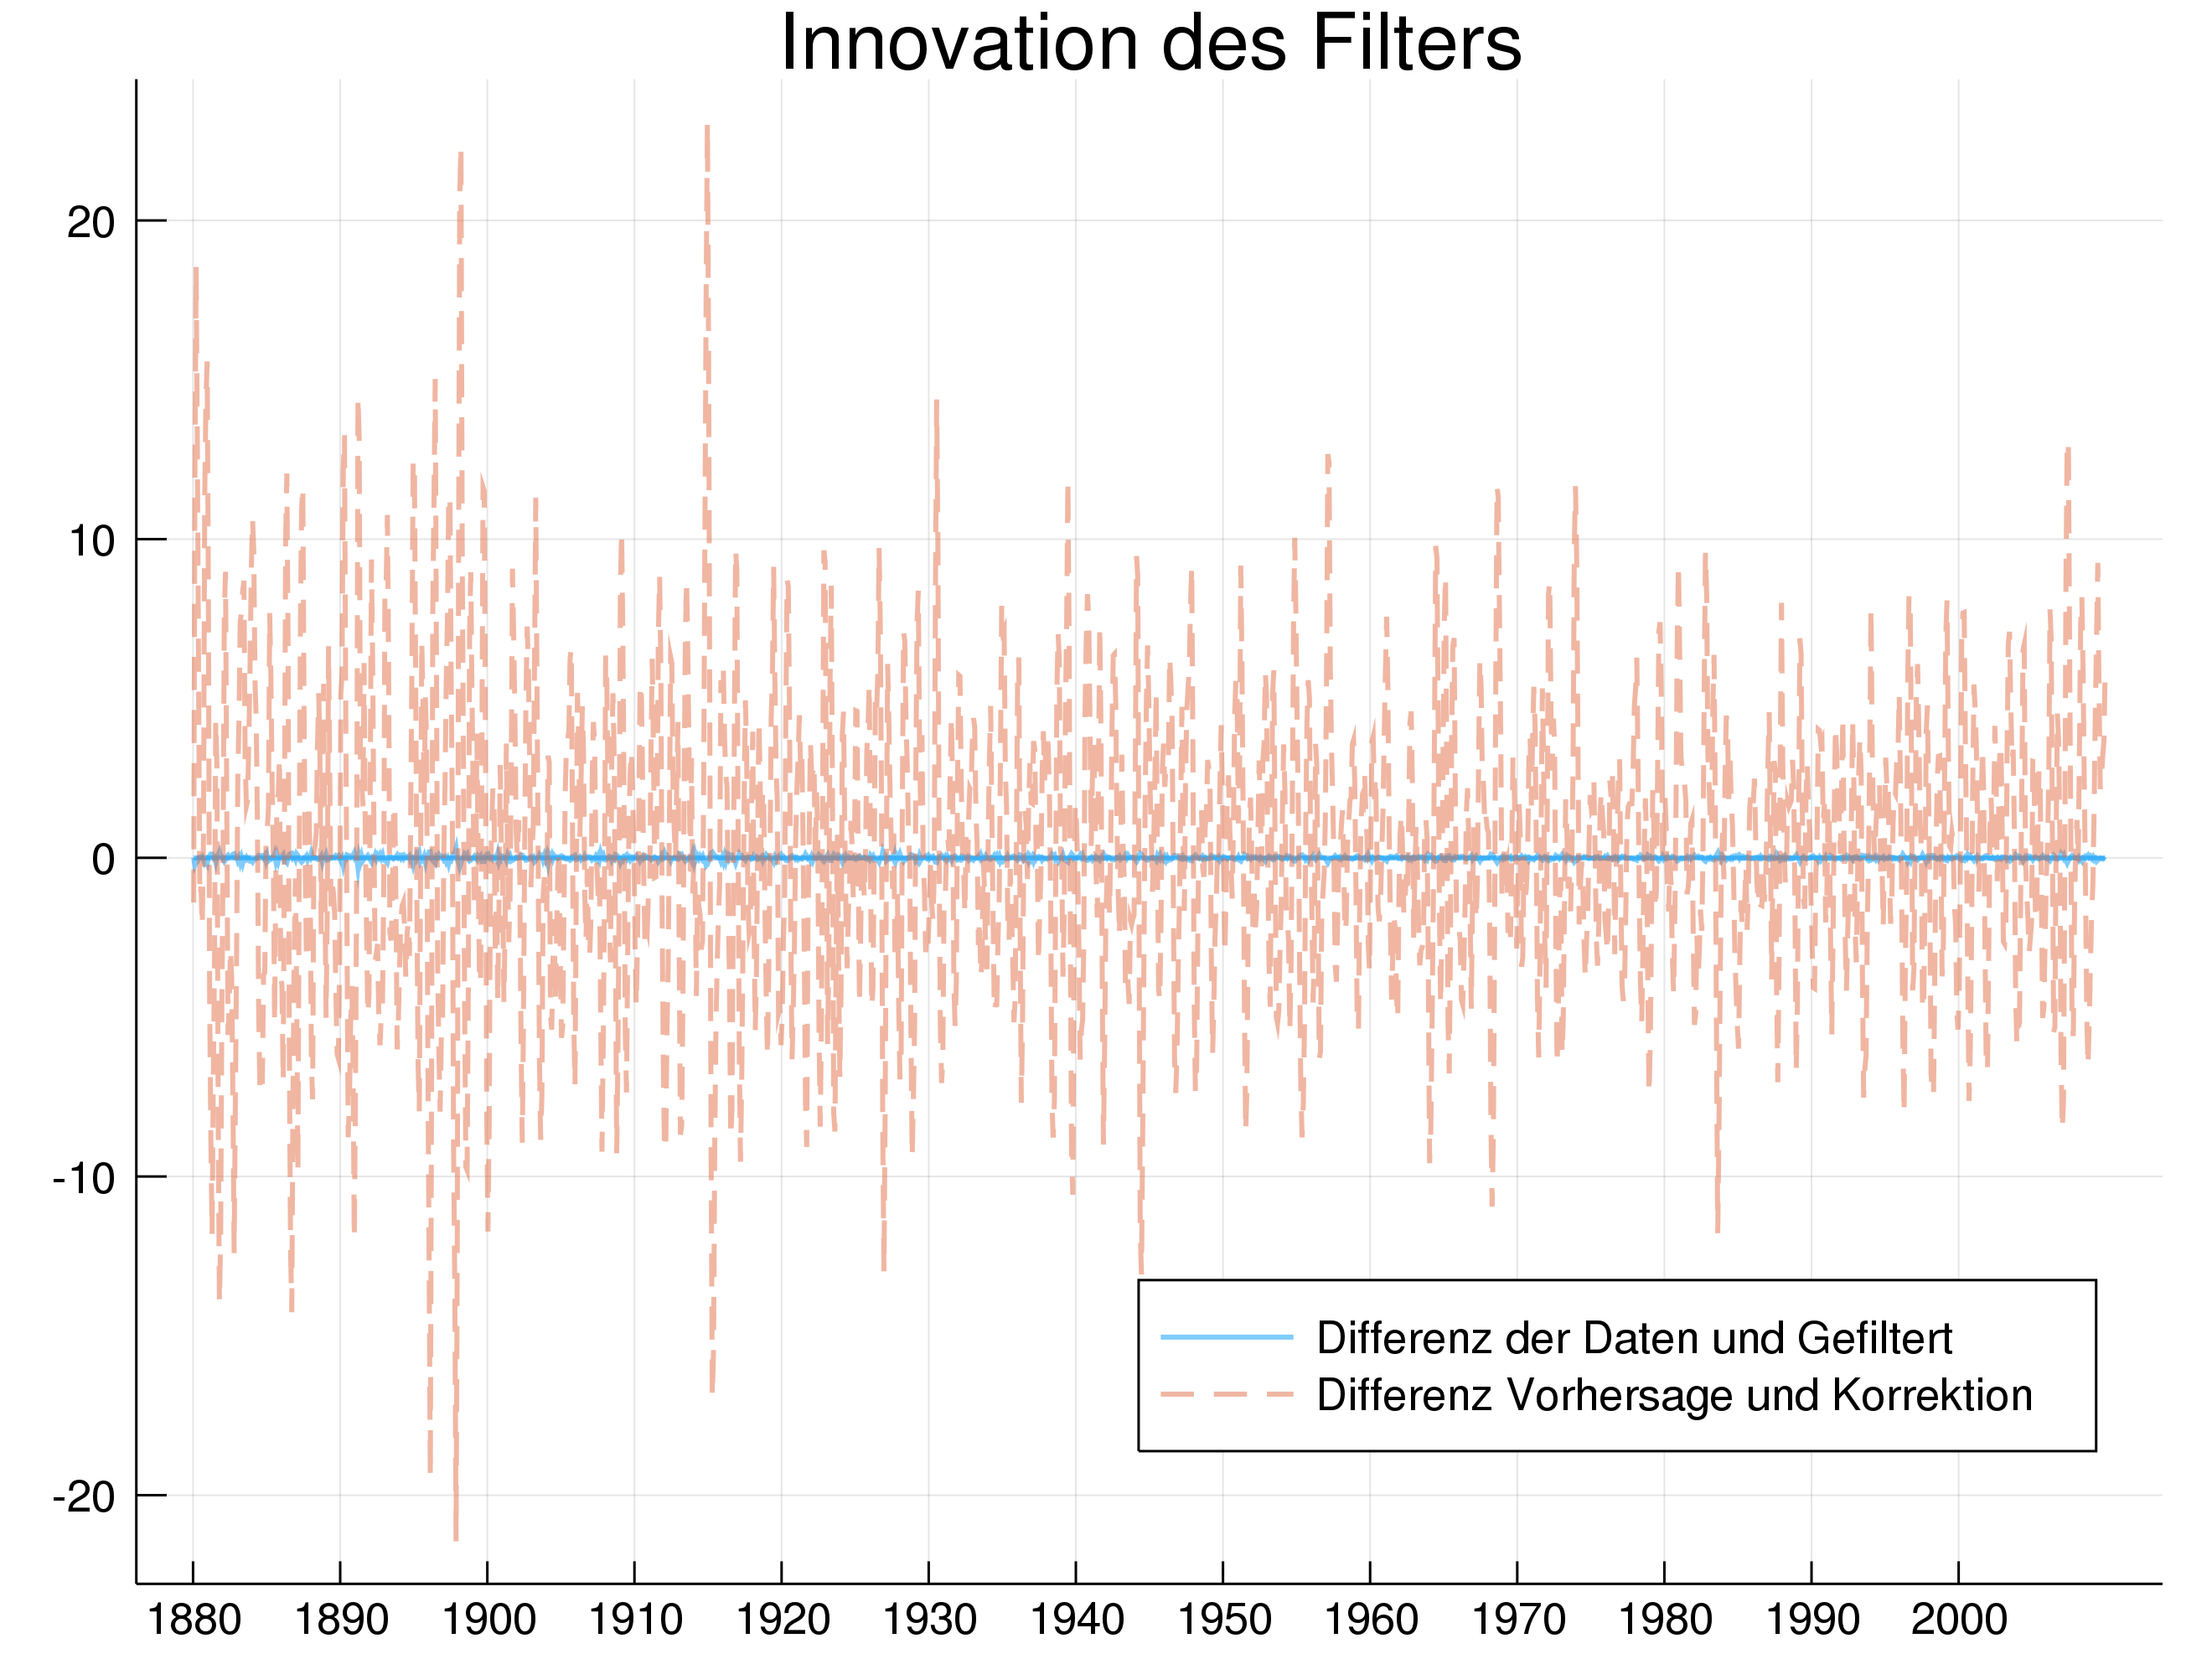 Innovation des Filters
20
10
0
-10
-20
Differenz der Daten und Gefiltert
Differenz Vorhersage und Korrektion
1880 1890 1900 1910 1920 1930 1940 1950 1960 1970 1980 1990 2000